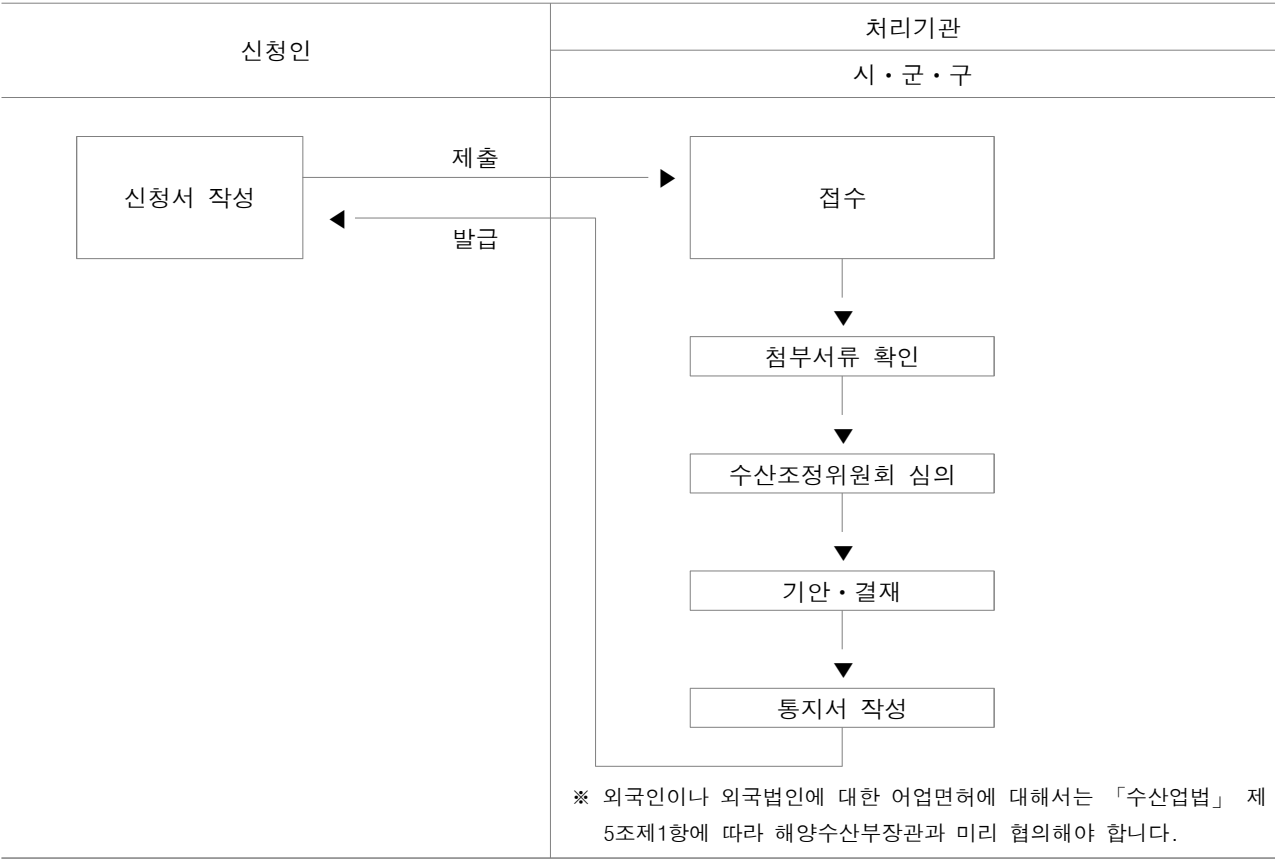 신청인
처리기관
시・군・구
신청서 작성
제출
접수
발급
첨부서류 확인
수산조정위원회 심의
기안・결재
통지서 작성
※ 외국인이나 외국법인에 대한 어업면허에 대해서는 「수산업법」 제
5조제1항에 따라 해양수산부장관과 미리 협의해야 합니다.